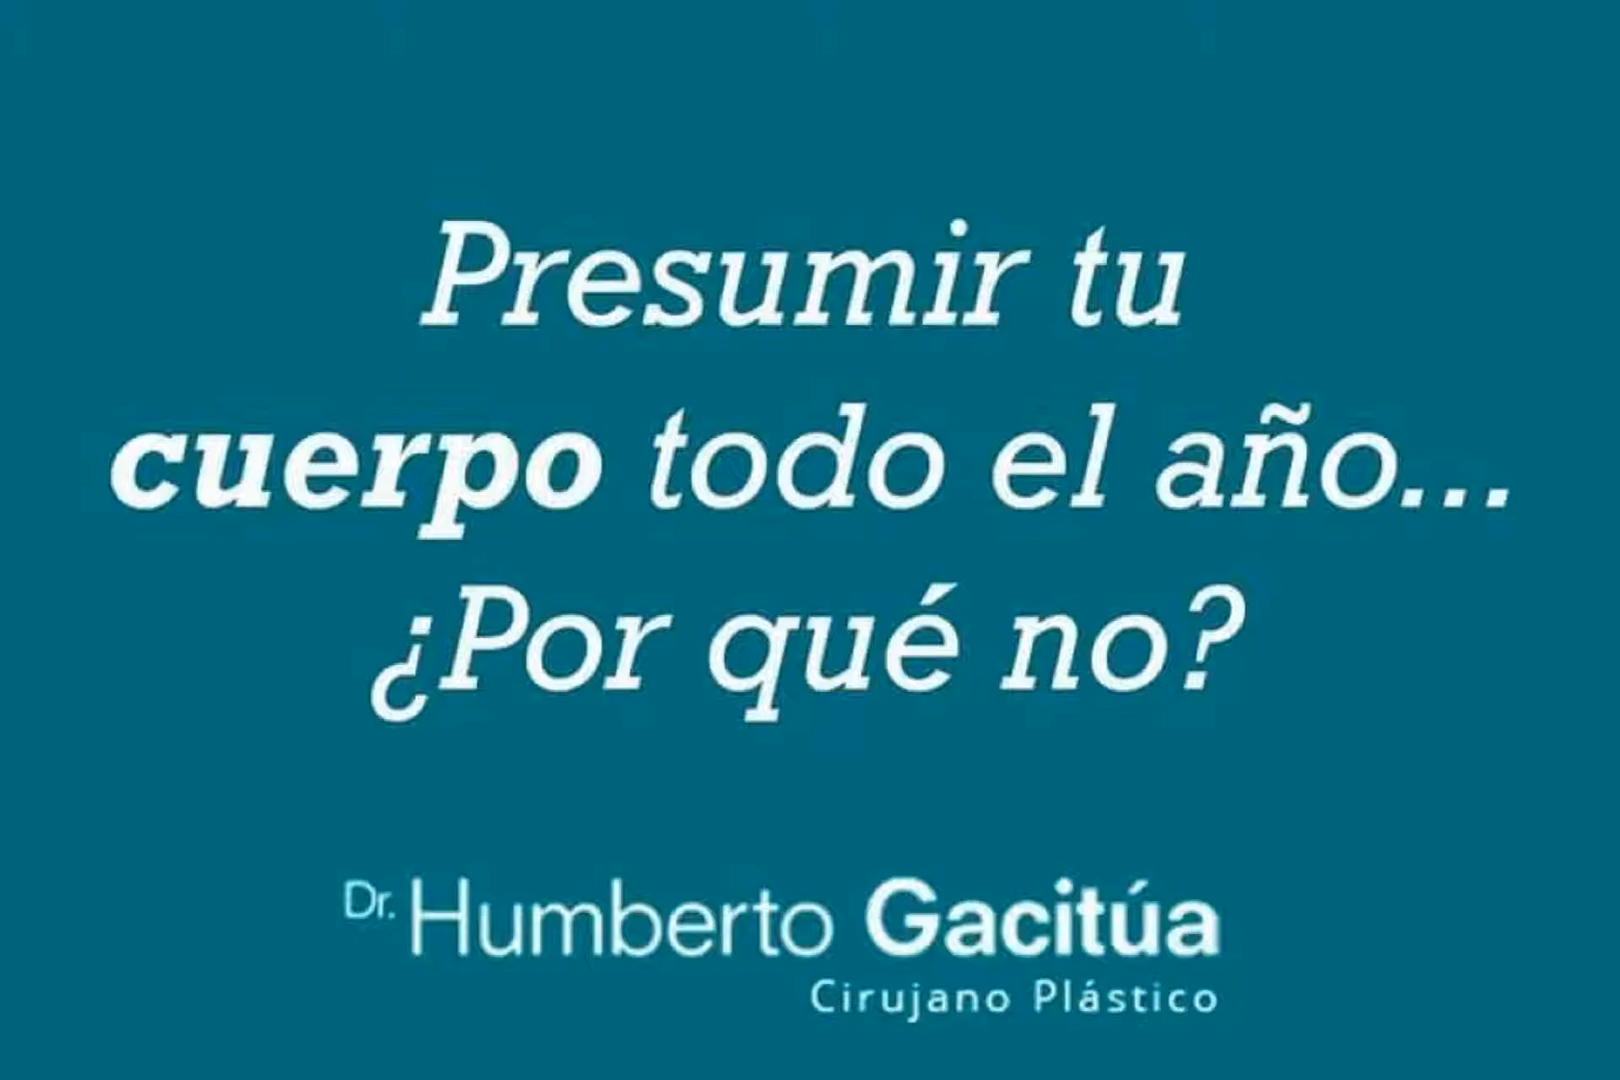 Presumir tu
cuerpo todo el año...
¿Por qué no?
Dr. Humberto Gacitúa
Cirujano Plástico